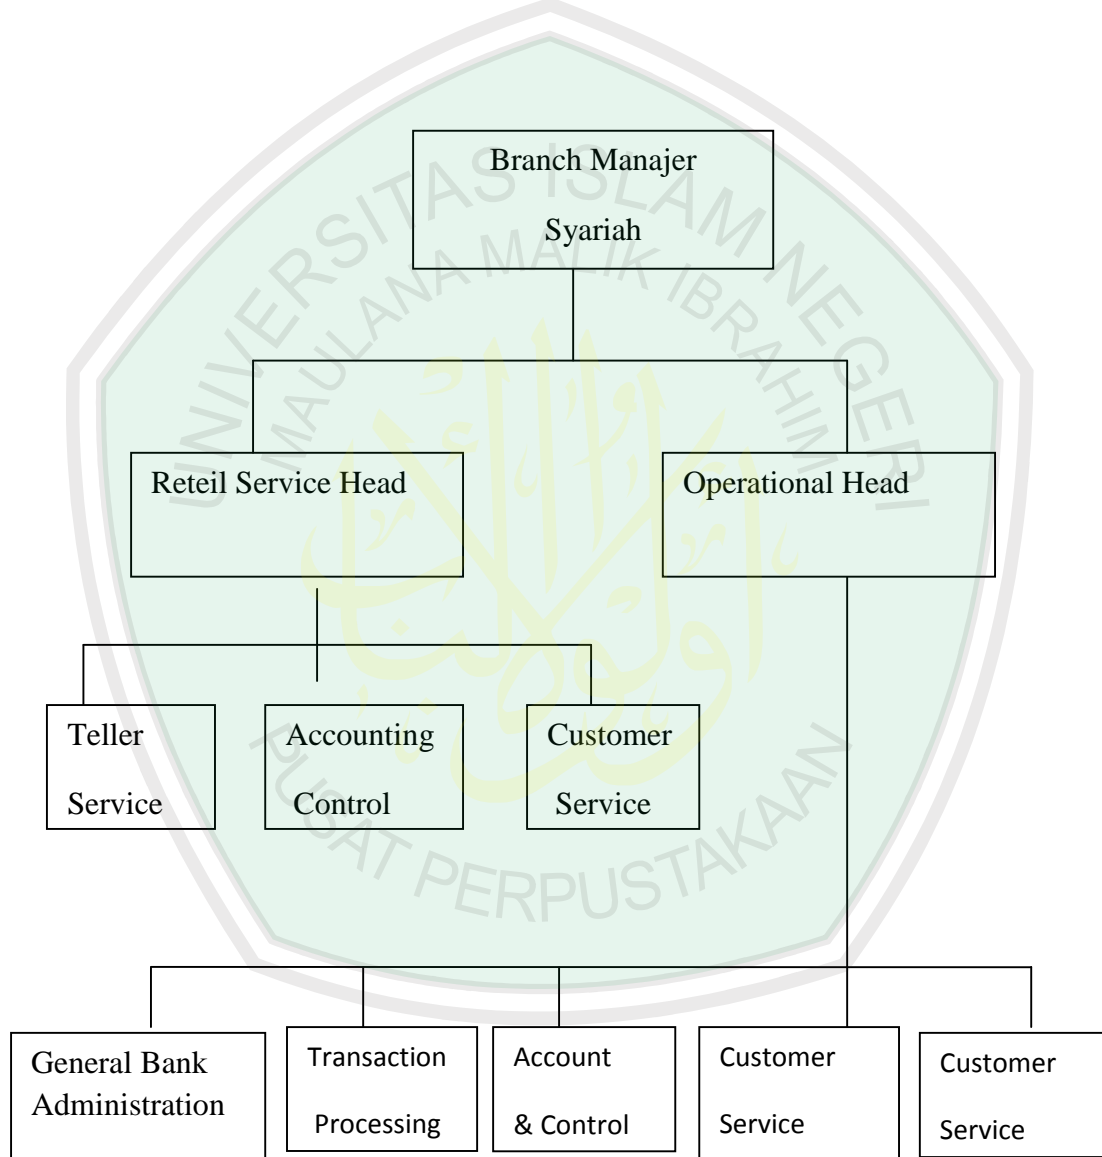 UNIVERSITAS ISLAM NEGERI
MAULANA MALIK IBRAHIM
Branch Manajer
Syariah
Reteil Service Head
Operational Head
Teller
Service
Accounting
Control
Customer
Service
PUSAT PERPUSTAKAAN
General Bank
Administration
Transaction
Processing
Account
& Control
Customer
Service
Customer
Service